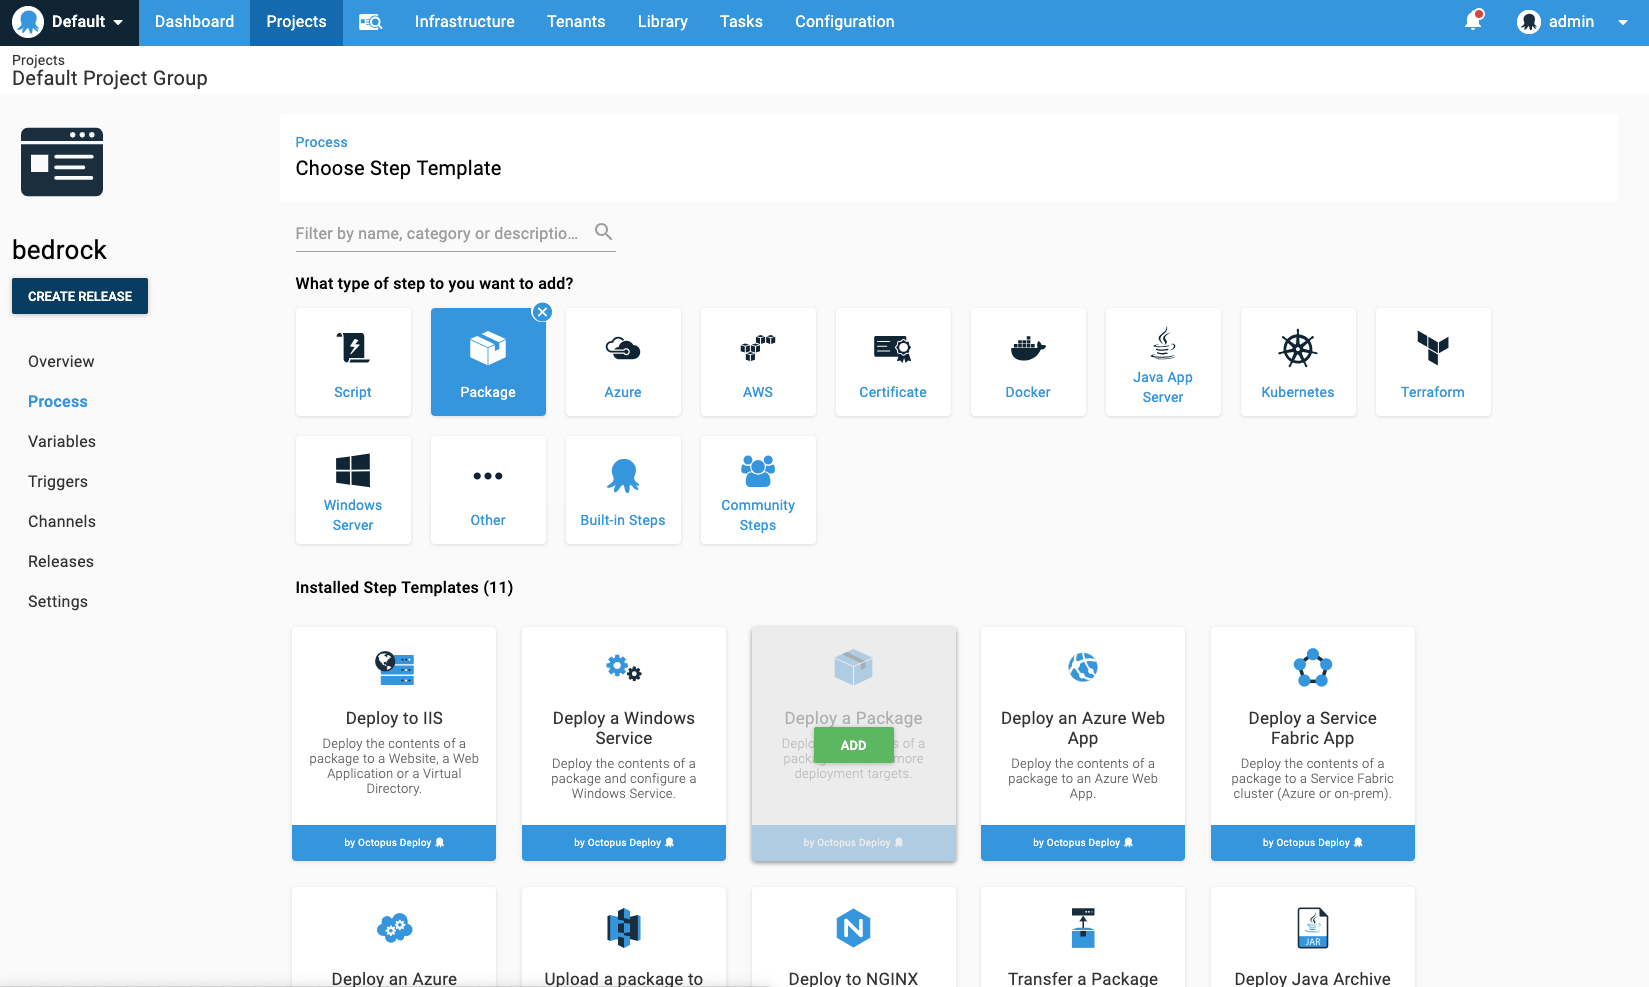 Default
Dashboard
Projects
Infrastructure
Tenants
Library
Tasks
Configuration
admin
Projects
Default Project Group
bedrock
CREATE RELEASE
Overview
Process
Variables
Triggers
Channels
Releases
Settings
Process
Choose Step Template
Filter by name, category or descriptio...
What type of step to you want to add?
Script
Package
Azure
AWS
Certificate
Docker
Java App
Server
Kubernetes
Terraform
Windows
Server
Other
Built-in Steps
Community
Steps
Installed Step Templates (11)
Deploy to IIS
Deploy the contents of a
package to a Website, a Web
Application or a Virtual
Directory.
by Octopus Deploy
Deploy a Windows
Service
Deploy the contents of a
package and configure a
Windows Service.
by Octopus Deploy
Deploy a Package
s of a
more
deployment targets.
ADD
by Octopus Deploy
Deploy an Azure Web
App
Deploy the contents of a
package to an Azure Web
App.
by Octopus Deploy
Deploy a Service
Fabric App
Deploy the contents of a
package to a Service Fabric
cluster (Azure or on-prem).
by Octopus Deploy
Deploy an Azure
Upload a package to
N
Deploy to NGINX
Transfer a Package
JAR
Deploy Java Archive